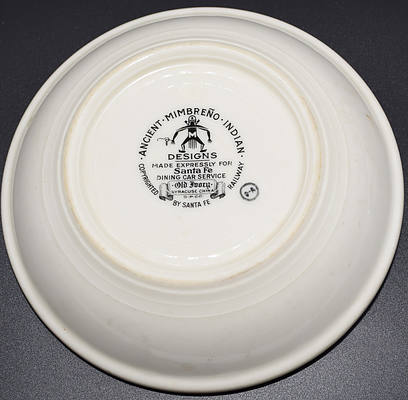 · ANCIENT · MIMBREÑO · INDIAN ·
DESIGNS
MADE EXPRESSLY FOR
Santa Fe
DINING CAR SERVICE
· Old Ivory ·
SYRACUSE CHINA
COPYRIGHTED BY SANTA FE RAILWAY